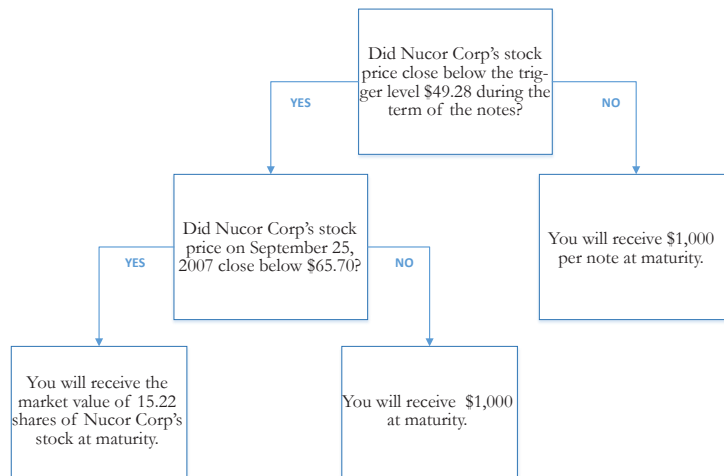 Did Nucor Corp's stock
price close below the trig-
ger level $49.28 during the
term of the notes?
YES
NO
Did Nucor Corp's stock
price on September 25,
2007 close below $65.70?
You will receive $1,000
per note at maturity.
YES
NO
You will receive the
market value of 15.22
shares of Nucor Corp's
stock at maturity.
You will receive $1,000
at maturity.